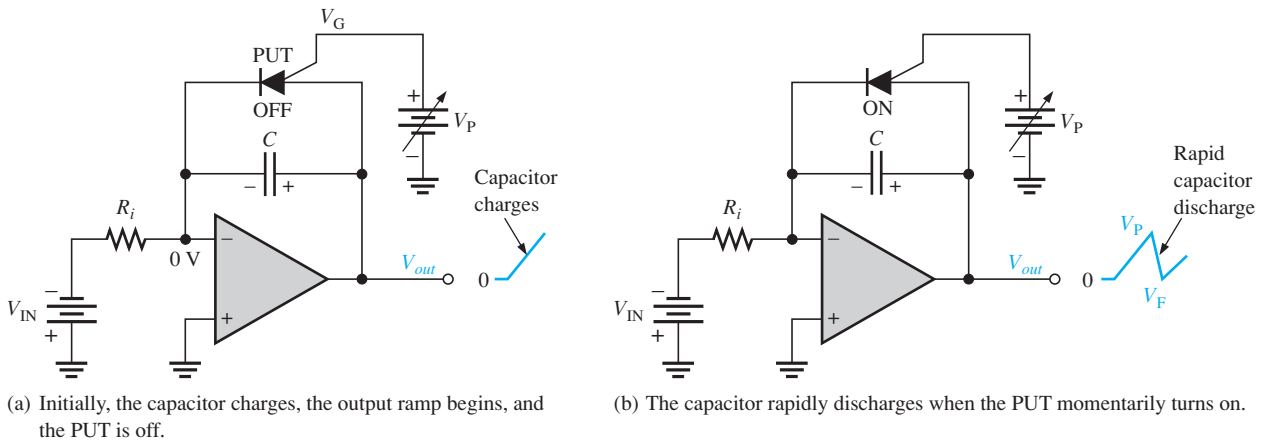 V_G
PUT
OFF
+
V_P
−
C
− +
Capacitor
charges
R_i
−
0 V
V_out
0
−
V_IN
+
+
(a) Initially, the capacitor charges, the output ramp begins, and
the PUT is off.
ON
+
V_P
−
C
− +
Rapid
capacitor
discharge
R_i
−
V_P
V_out
0
V_F
−
V_IN
+
+
(b) The capacitor rapidly discharges when the PUT momentarily turns on.